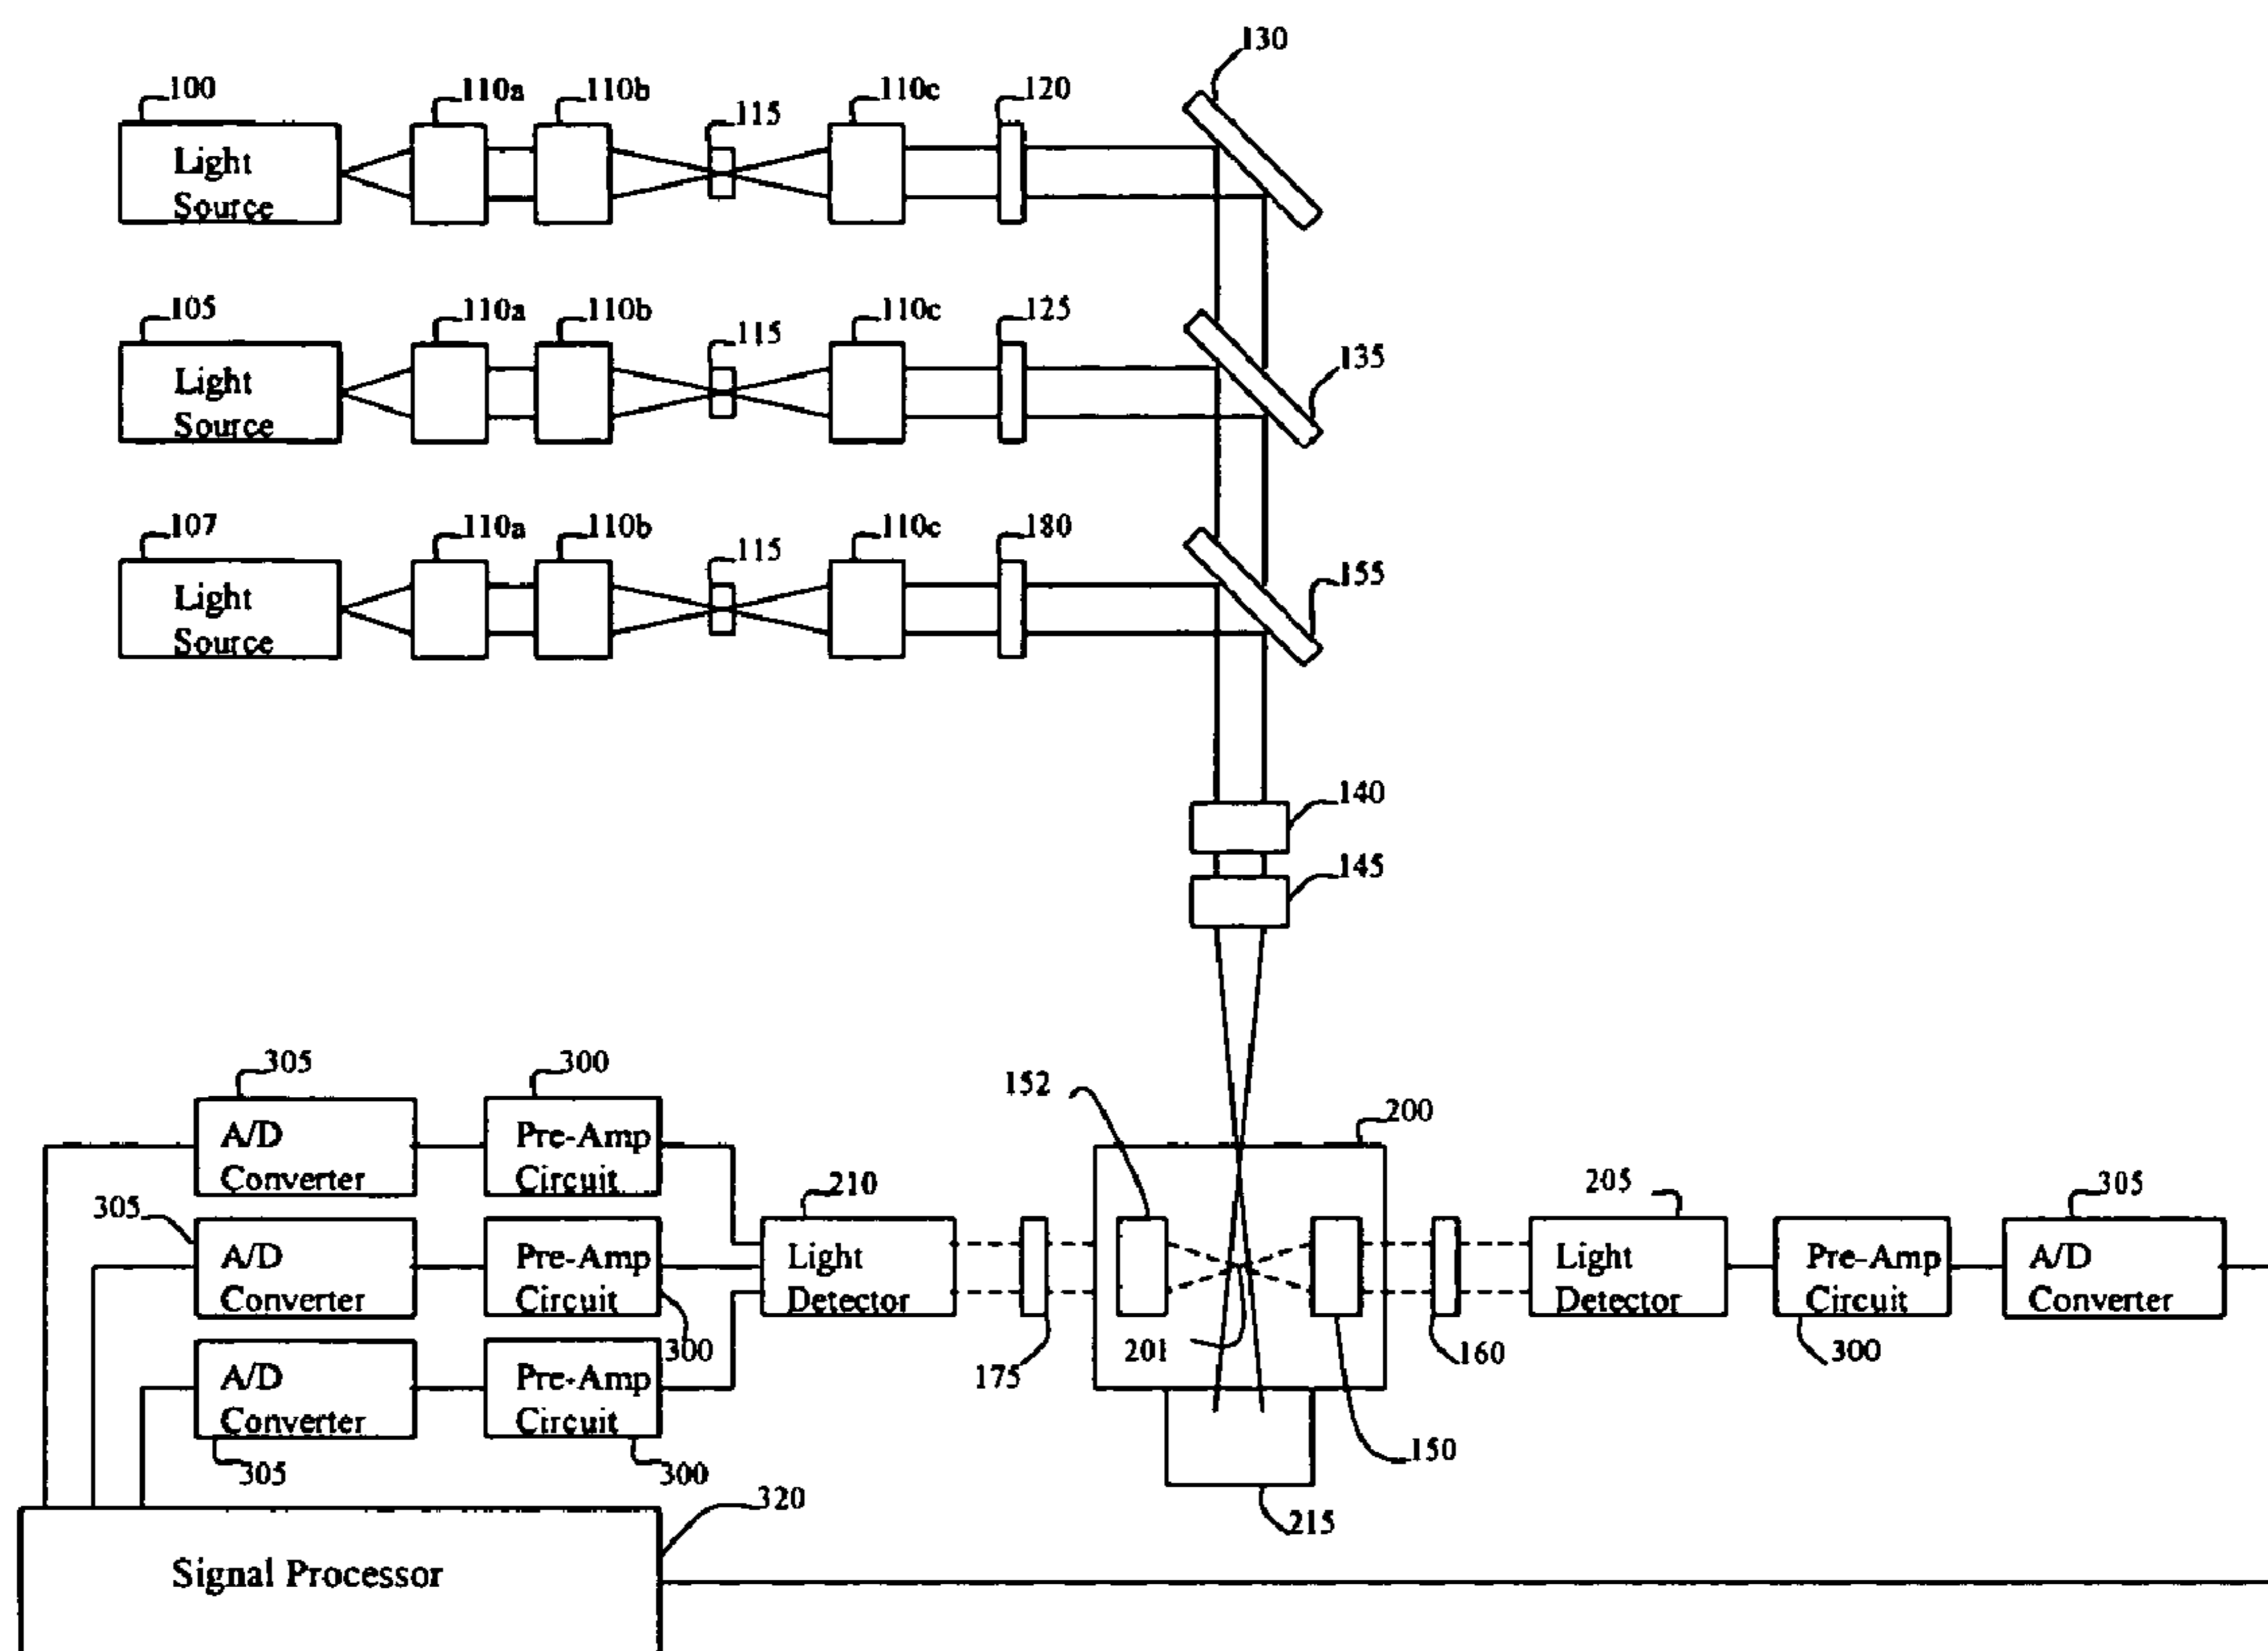 130
100
110a
110b
115
110c
120
Light
Source
105
110a
110b
115
110c
125
135
Light
Source
107
110a
110b
115
110c
180
155
Light
Source
140
145
305
300
152
200
A/D
Converter
Pre-Amp
Circuit
210
205
305
305
A/D
Converter
Pre-Amp
Circuit
Light
Detector
Light
Detector
Pre-Amp
Circuit
A/D
Converter
300
201
175
160
300
A/D
Converter
Pre-Amp
Circuit
150
305
300
320
215
Signal Processor